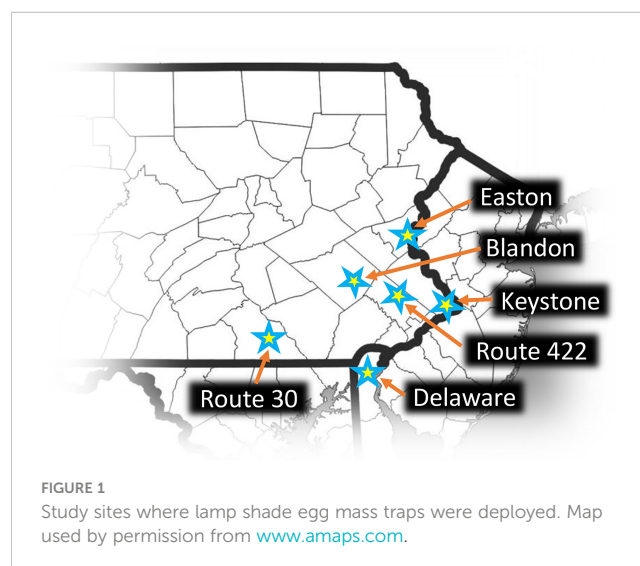 Easton
Blandon
Keystone
Route 422
Route 30
Delaware
FIGURE 1
Study sites where lamp shade egg mass traps were deployed. Map
used by permission from www.amaps.com.